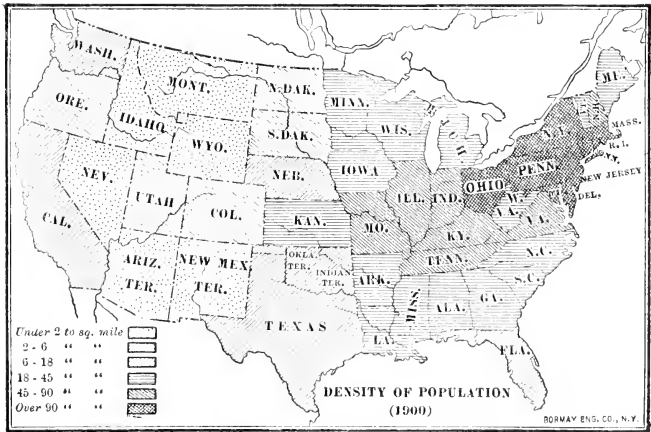 WASH.
MONT.
N.DAK.
MINN.
ME.
ORE.
IDAHO
S.DAK.
WIS.
MICH
VT.
N.H.
N.Y.
MASS.
R.I.
WYO.
IOWA
PENN.
NEW JERSEY
NEV.
NEB.
ILL.
IND.
OHIO
DEL.
UTAH
COL.
W.
VA.
VA.
CAL.
KAN.
MO.
KY.
TENN.
N.C.
ARIZ.
TER.
NEW MEX.
TER.
OKLA.
TER.
INDIAN
TER.
ARK.
S.C.
MISS.
ALA.
GA.
TEXAS
LA.
FLA.
Under 2 to sq. mile
2 - 6 " "
6 - 18 " "
18 - 45 " "
45 - 90 " "
Over 90 " "
DENSITY OF POPULATION
(1900)
BORMAY ENG. CO., N.Y.